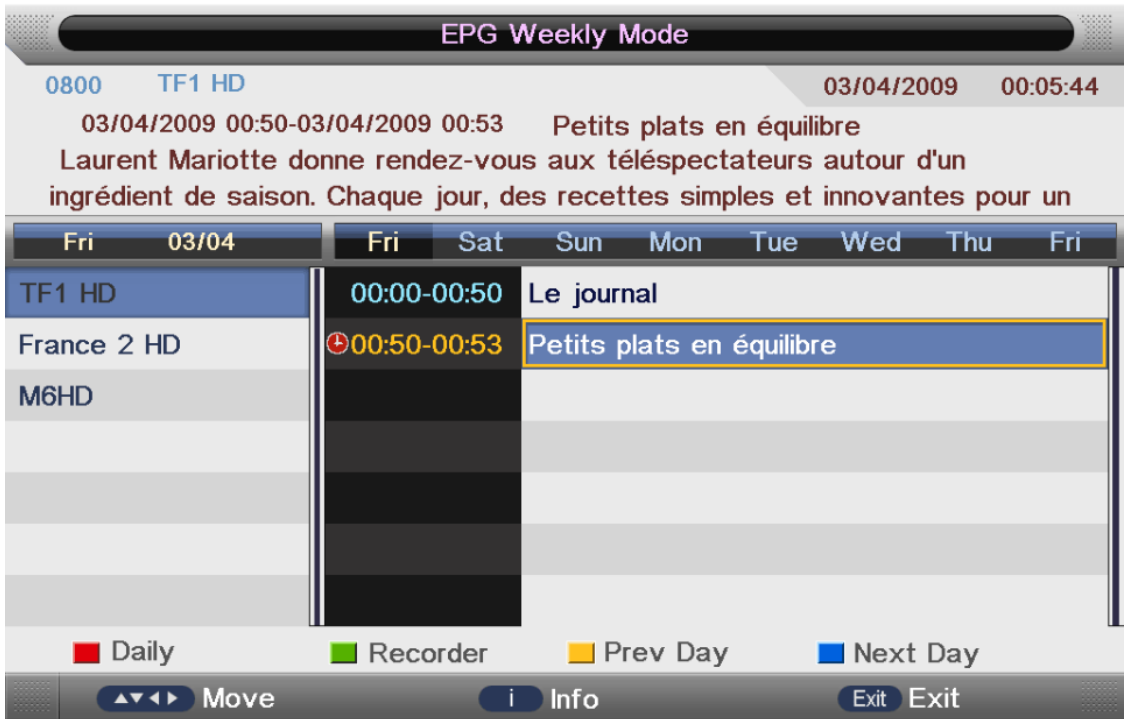 EPG Weekly Mode
0800 TF1 HD 03/04/2009 00:05:44
03/04/2009 00:50-03/04/2009 00:53 Petits plats en équilibre
Laurent Mariotte donne rendez-vous aux téléspectateurs autour d'un
ingrédient de saison. Chaque jour, des recettes simples et innovantes pour un
Fri 03/04 Fri Sat Sun Mon Tue Wed Thu Fri
TF1 HD 00:00-00:50 Le journal
France 2 HD 00:50-00:53 Petits plats en équilibre
M6HD
Daily Recorder Prev Day Next Day
Move i Info Exit Exit